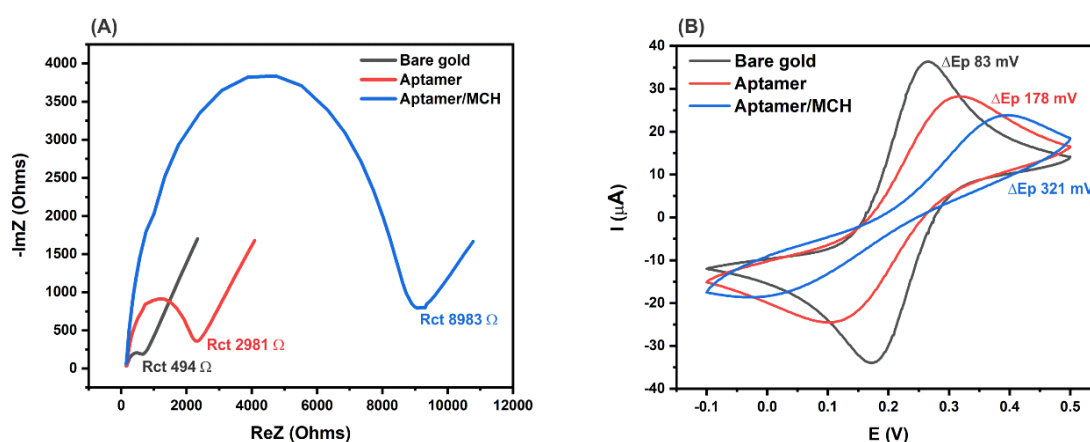 (A)
-ImZ (Ohms)
4000
3500
3000
2500
2000
1500
1000
500
0
Bare gold
Aptamer
Aptamer/MCH
Rct 8983 Ω
Rct 2981 Ω
Rct 494 Ω
0 2000 4000 6000 8000 10000 12000
ReZ (Ohms)
(B)
I (µA)
40
30
20
10
0
-10
-20
-30
-40
Bare gold
Aptamer
Aptamer/MCH
ΔEp 83 mV
ΔEp 178 mV
ΔEp 321 mV
-0.1 0.0 0.1 0.2 0.3 0.4 0.5
E (V)